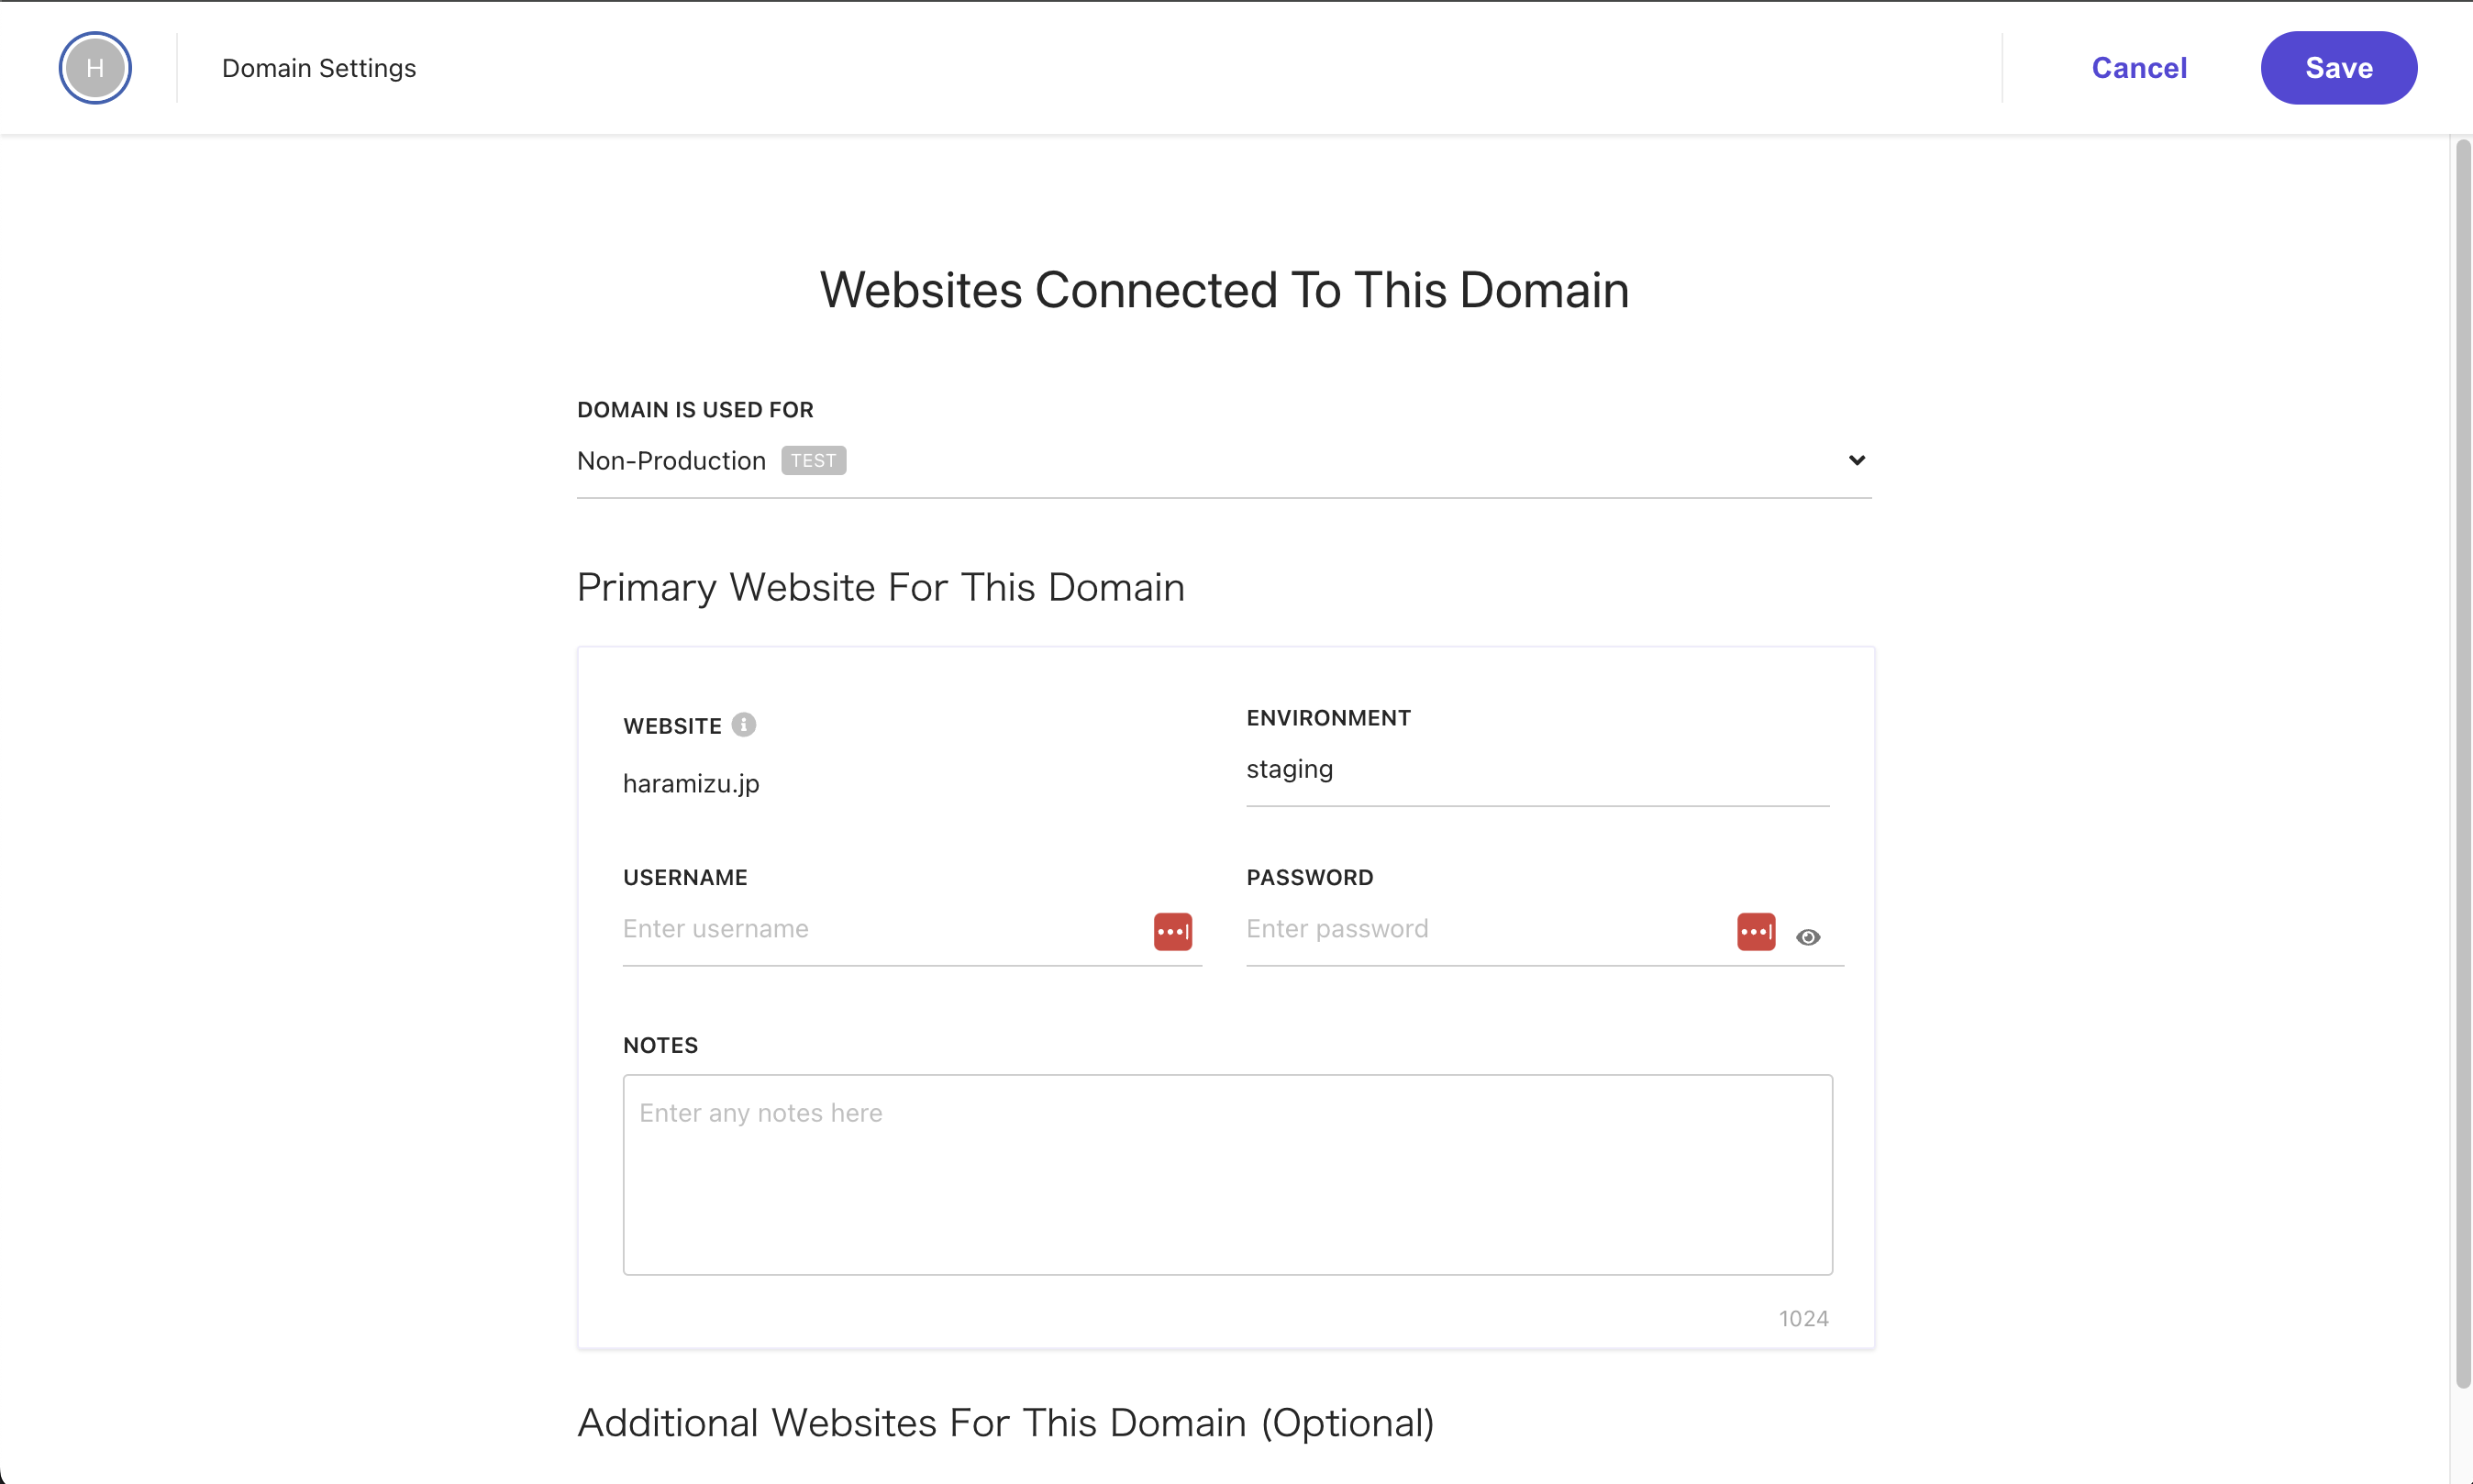 H
Domain Settings
Cancel
Save
Websites Connected To This Domain
DOMAIN IS USED FOR
Non-Production TEST
Primary Website For This Domain
WEBSITE
haramizu.jp
ENVIRONMENT
staging
USERNAME
Enter username
PASSWORD
Enter password
NOTES
Enter any notes here
1024
Additional Websites For This Domain (Optional)